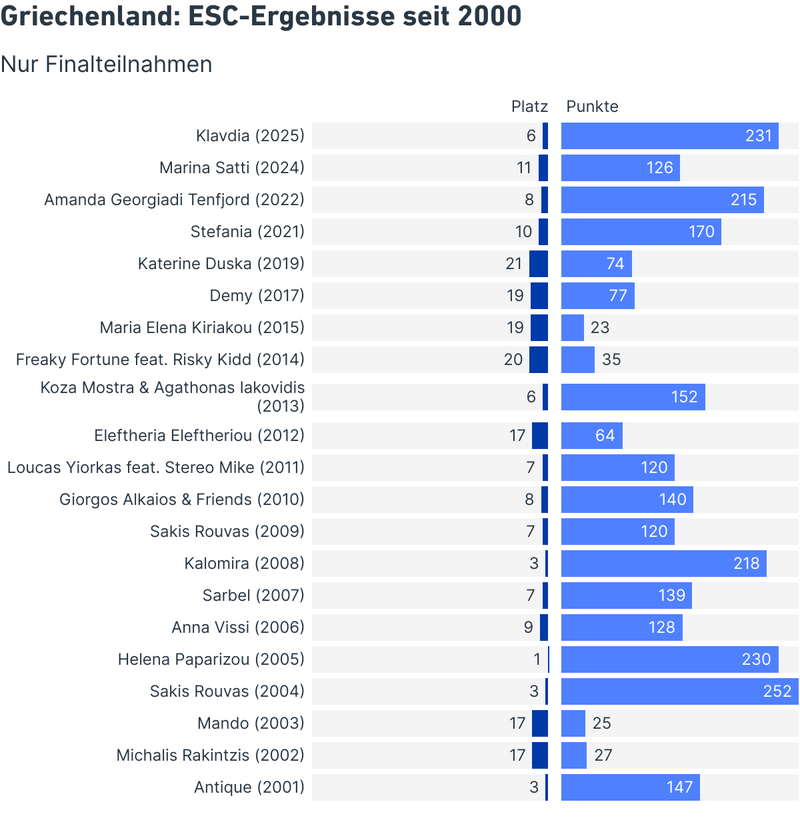 Griechenland: ESC-Ergebnisse seit 2000
Nur Finalteilnahmen
Platz Punkte
Klavdia (2025) 6 231
Marina Satti (2024) 11 126
Amanda Georgiadi Tenfjord (2022) 8 215
Stefania (2021) 10 170
Katerine Duska (2019) 21 74
Demy (2017) 19 77
Maria Elena Kiriakou (2015) 19 23
Freaky Fortune feat. Risky Kidd (2014) 20 35
Koza Mostra & Agathonas Iakovidis
(2013) 6 152
Eleftheria Eleftheriou (2012) 17 64
Loucas Yiorkas feat. Stereo Mike (2011) 7 120
Giorgos Alkaios & Friends (2010) 8 140
Sakis Rouvas (2009) 7 120
Kalomira (2008) 3 218
Sarbel (2007) 7 139
Anna Vissi (2006) 9 128
Helena Paparizou (2005) 1 230
Sakis Rouvas (2004) 3 252
Mando (2003) 17 25
Michalis Rakintzis (2002) 17 27
Antique (2001) 3 147